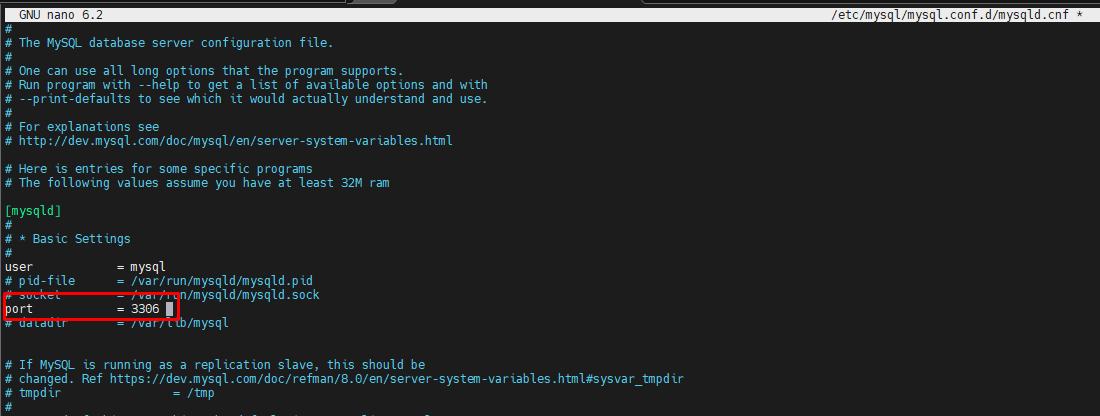 GNU nano 6.2 /etc/mysql/mysql.conf.d/mysqld.cnf *
#
# The MySQL database server configuration file.
#
# One can use all long options that the program supports.
# Run program with --help to get a list of available options and with
# --print-defaults to see which it would actually understand and use.
#
# For explanations see
# http://dev.mysql.com/doc/mysql/en/server-system-variables.html
# Here is entries for some specific programs
# The following values assume you have at least 32M ram
[mysqld]
#
# * Basic Settings
#
user = mysql
# pid-file = /var/run/mysqld/mysqld.pid
# socket = /var/run/mysqld/mysqld.sock
port = 3306
# datadir = /var/lib/mysql
# If MySQL is running as a replication slave, this should be
# changed. Ref https://dev.mysql.com/doc/refman/8.0/en/server-system-variables.html#sysvar_tmpdir
# tmpdir = /tmp
#